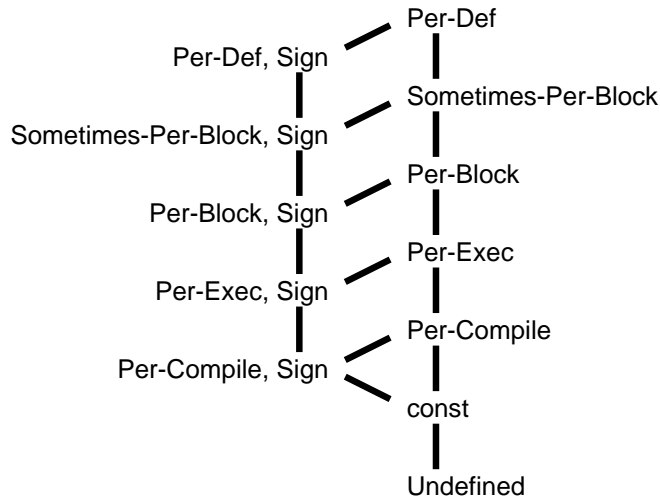 Per-Def
Per-Def, Sign
Sometimes-Per-Block
Sometimes-Per-Block, Sign
Per-Block
Per-Block, Sign
Per-Exec
Per-Exec, Sign
Per-Compile
Per-Compile, Sign
const
Undefined